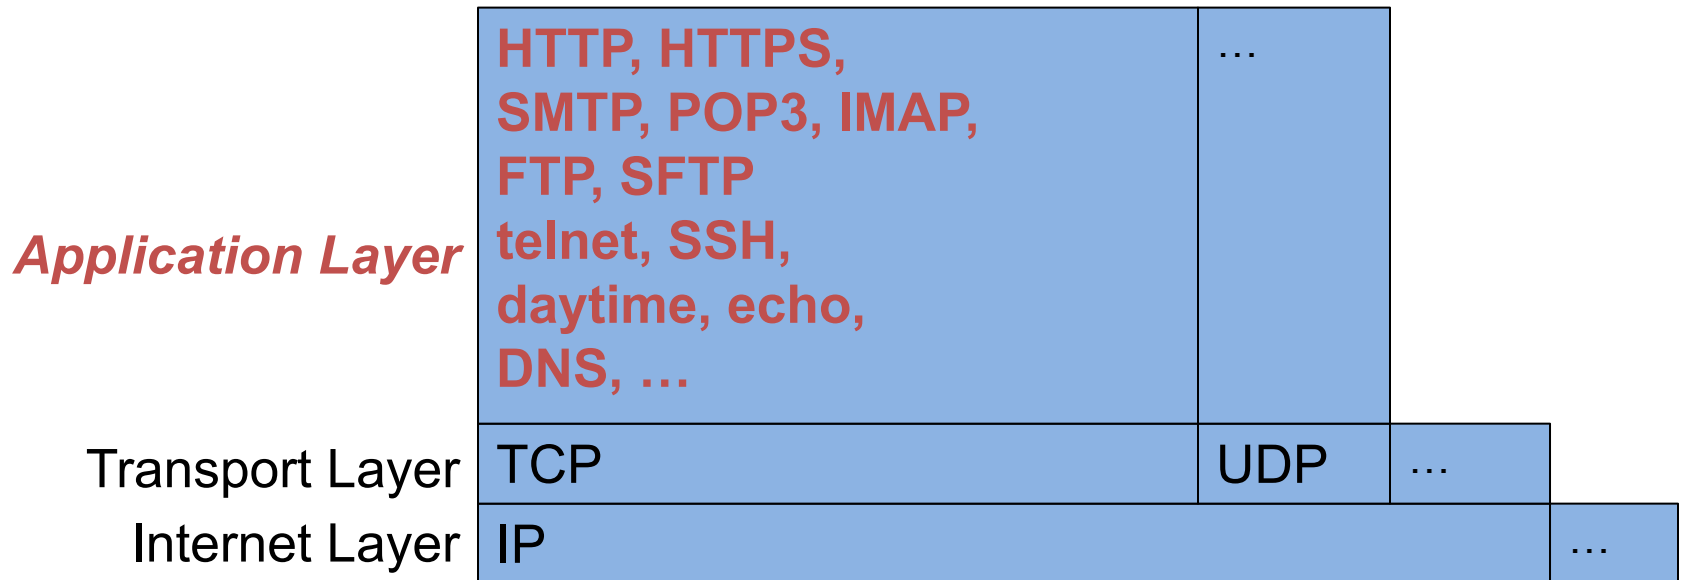 HTTP, HTTPS,
…
SMTP, POP3, IMAP,
FTP, SFTP
Application Layer
telnet, SSH,
daytime, echo,
DNS, …
Transport Layer
TCP
UDP
…
Internet Layer
IP
…